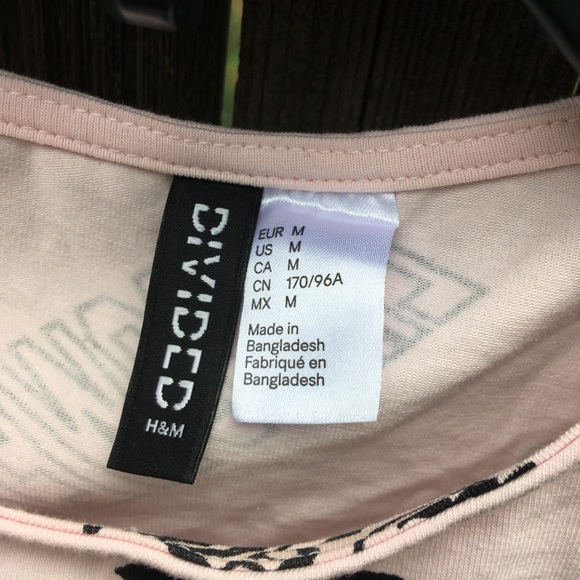 DIVIDED
H&M
EUR M
US M
CA M
CN 170/96A
MX M
Made in
Bangladesh
Fabriqué en
Bangladesh